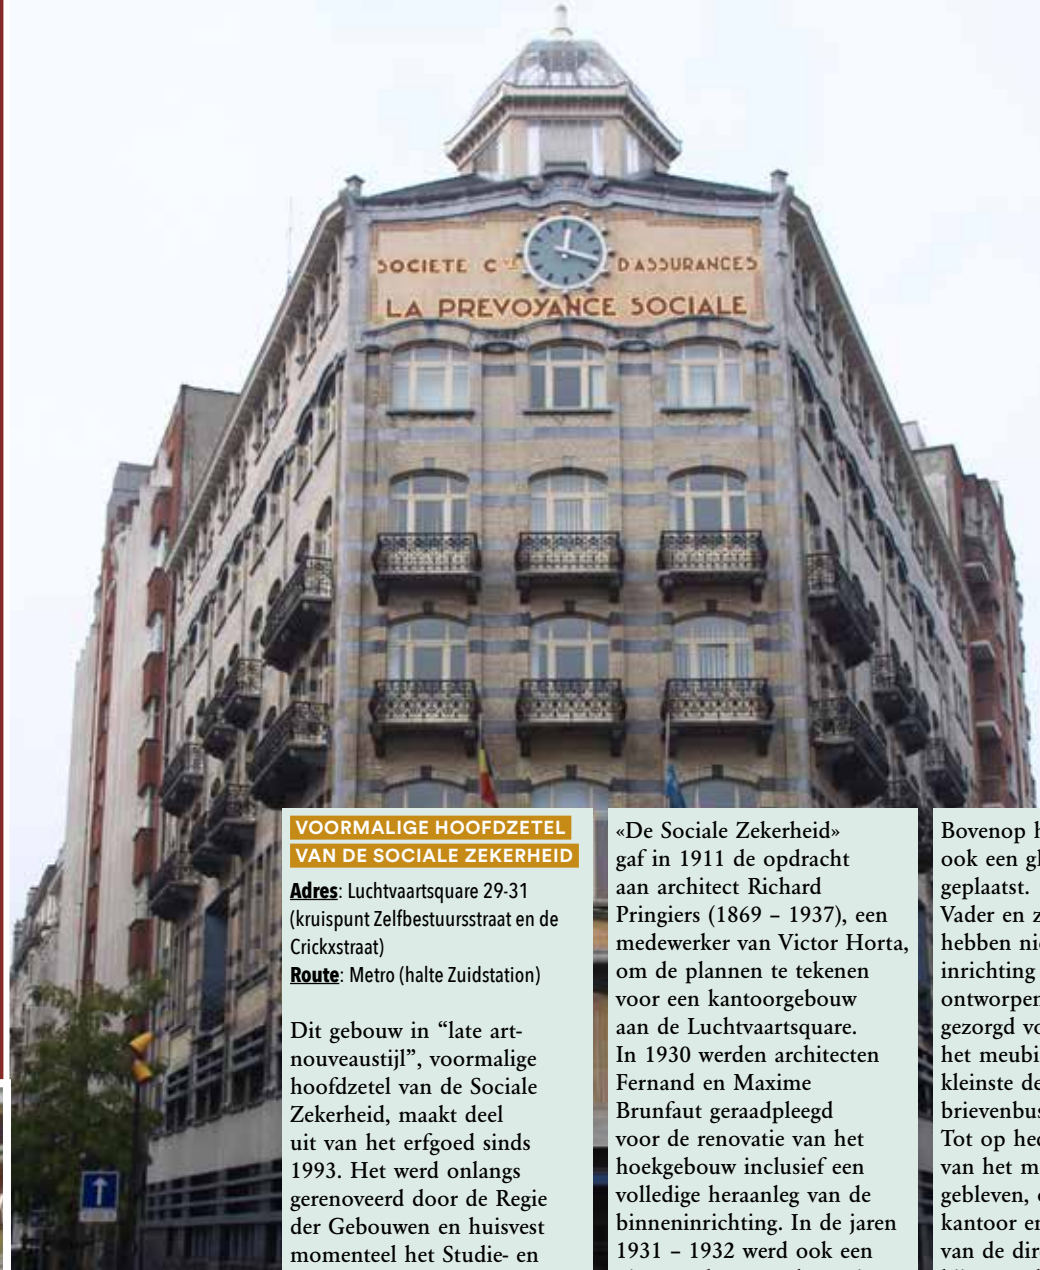 SOCIETE C D'ASSURANCES
LA PREVOYANCE SOCIALE
VOORMALIGE HOOFDZETEL
VAN DE SOCIALE ZEKERHEID
Adres: Luchtvaartsquare 29-31
(kruispunt Zelfbestuursstraat en de
Crickxstraat)
Route: Metro (halte Zuidstation)
Dit gebouw in “late art-
nouveaustijl”, voormalige
hoofdzetel van de Sociale
Zekerheid, maakt deel
uit van het erfgoed sinds
1993. Het werd onlangs
gerenoveerd door de Regie
der Gebouwen en huisvest
momenteel het Studie- en
«De Sociale Zekerheid»
gaf in 1911 de opdracht
aan architect Richard
Pringiers (1869 – 1937), een
medewerker van Victor Horta,
om de plannen te tekenen
voor een kantoorgebouw
aan de Luchtvaartsquare.
In 1930 werden architecten
Fernand en Maxime
Brunfaut geraadpleegd
voor de renovatie van het
hoekgebouw inclusief een
volledige heraanleg van de
binneninrichting. In de jaren
1931 – 1932 werd ook een
Bovenop
ook een
geplaatst.
Vader en
hebben
inrichting
ontworpen
gezorgd
het
kleinste
Tot op
van het
gebleven,
kantoor
van de